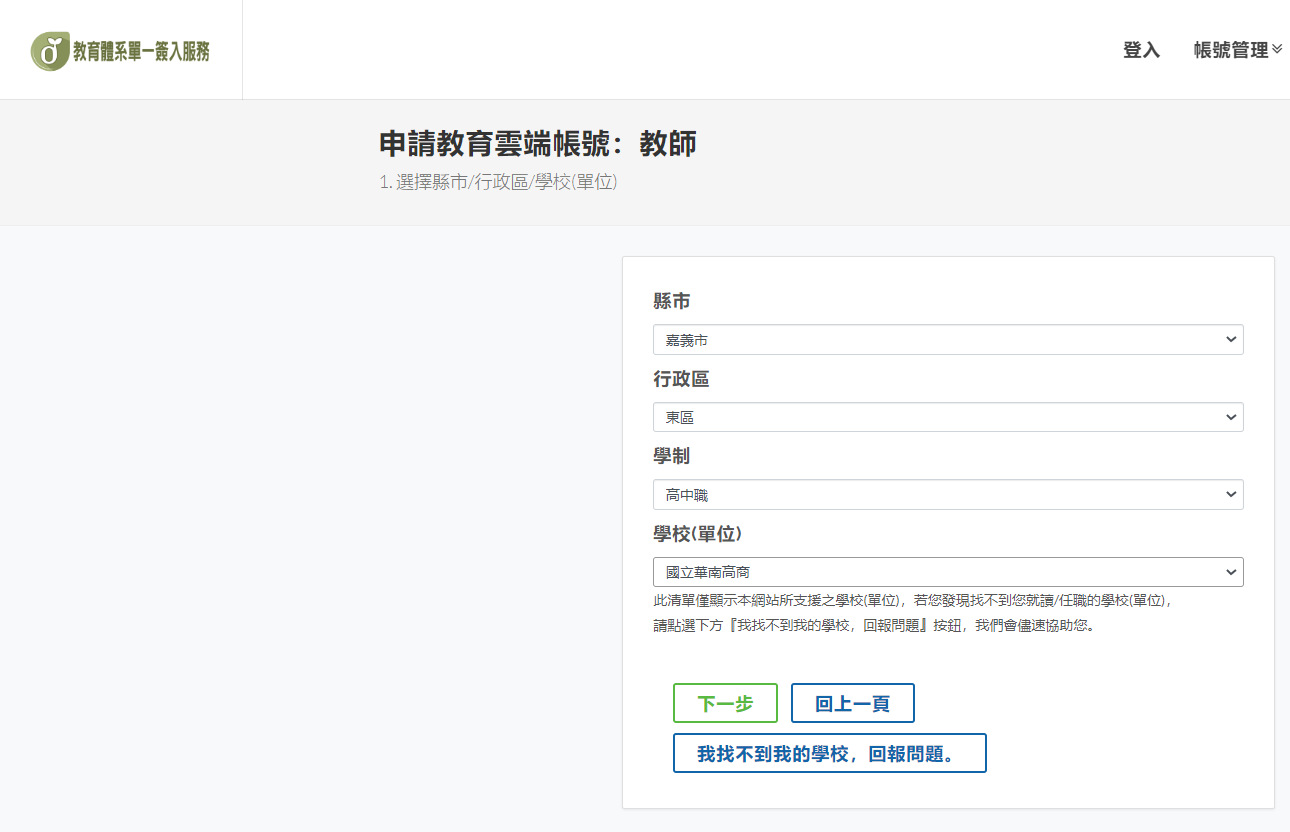 教育體系單一簽入服務
登入 帳號管理
申請教育雲端帳號：教師
1. 選擇縣市/行政區/學校(單位)
縣市
嘉義市
行政區
東區
學制
高中職
學校(單位)
國立華南高商
此清單僅顯示本網站所支援之學校(單位)，若您發現找不到您就讀/任職的學校(單位)，
請點選下方『我找不到我的學校，回報問題』按鈕，我們會儘速協助您。
下一步 回上一頁
我找不到我的學校，回報問題。